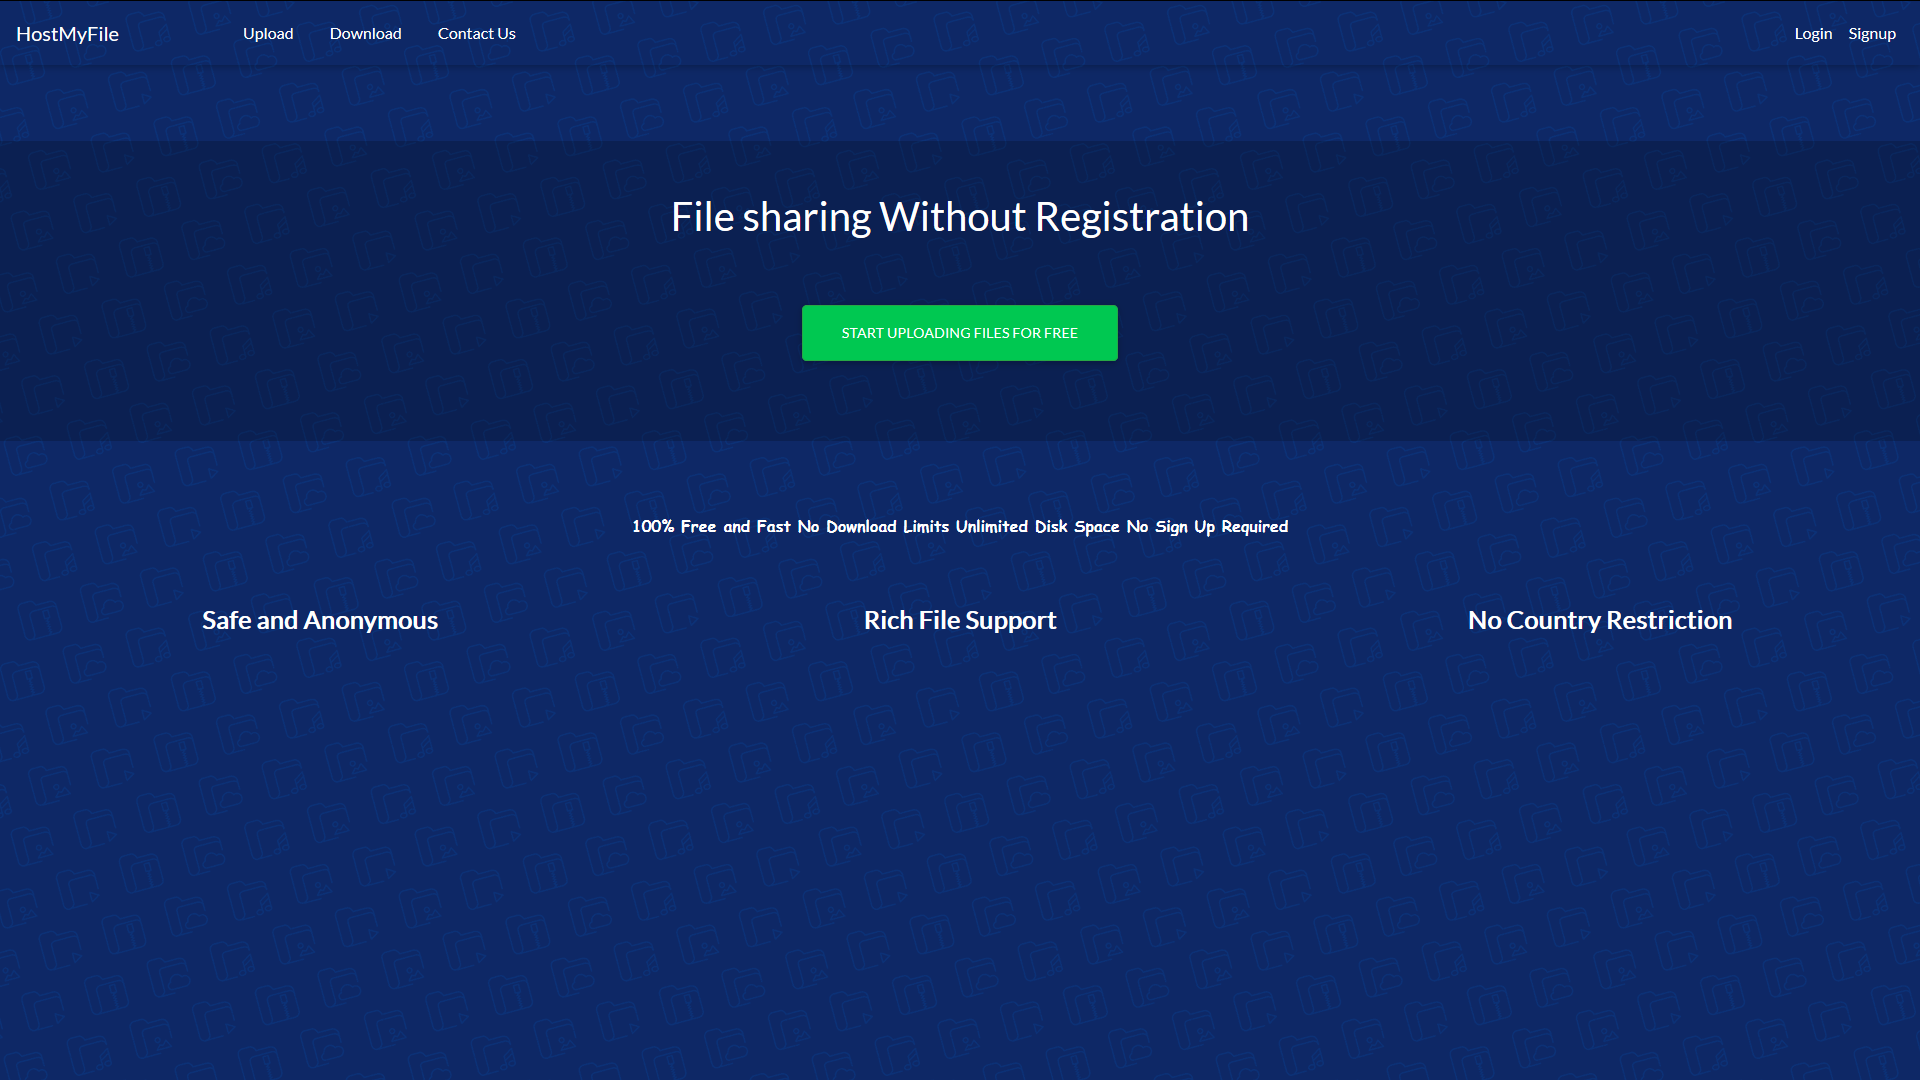 HostMyFile Upload Download Contact Us Login Signup
File sharing Without Registration
START UPLOADING FILES FOR FREE
100% Free and Fast No Download Limits Unlimited Disk Space No Sign Up Required
Safe and Anonymous Rich File Support No Country Restriction